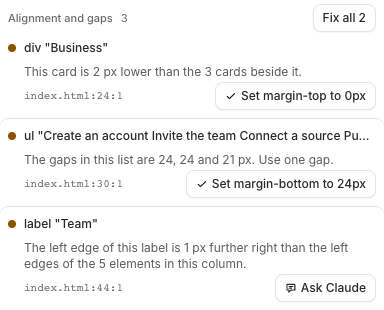 Alignment and gaps 3
Fix all 2
div "Business"
This card is 2 px lower than the 3 cards beside it.
index.html:24:1
Set margin-top to 0px
ul "Create an account Invite the team Connect a source Pu...
The gaps in this list are 24, 24 and 21 px. Use one gap.
index.html:30:1
Set margin-bottom to 24px
label "Team"
The left edge of this label is 1 px further right than the left
edges of the 5 elements in this column.
index.html:44:1
Ask Claude